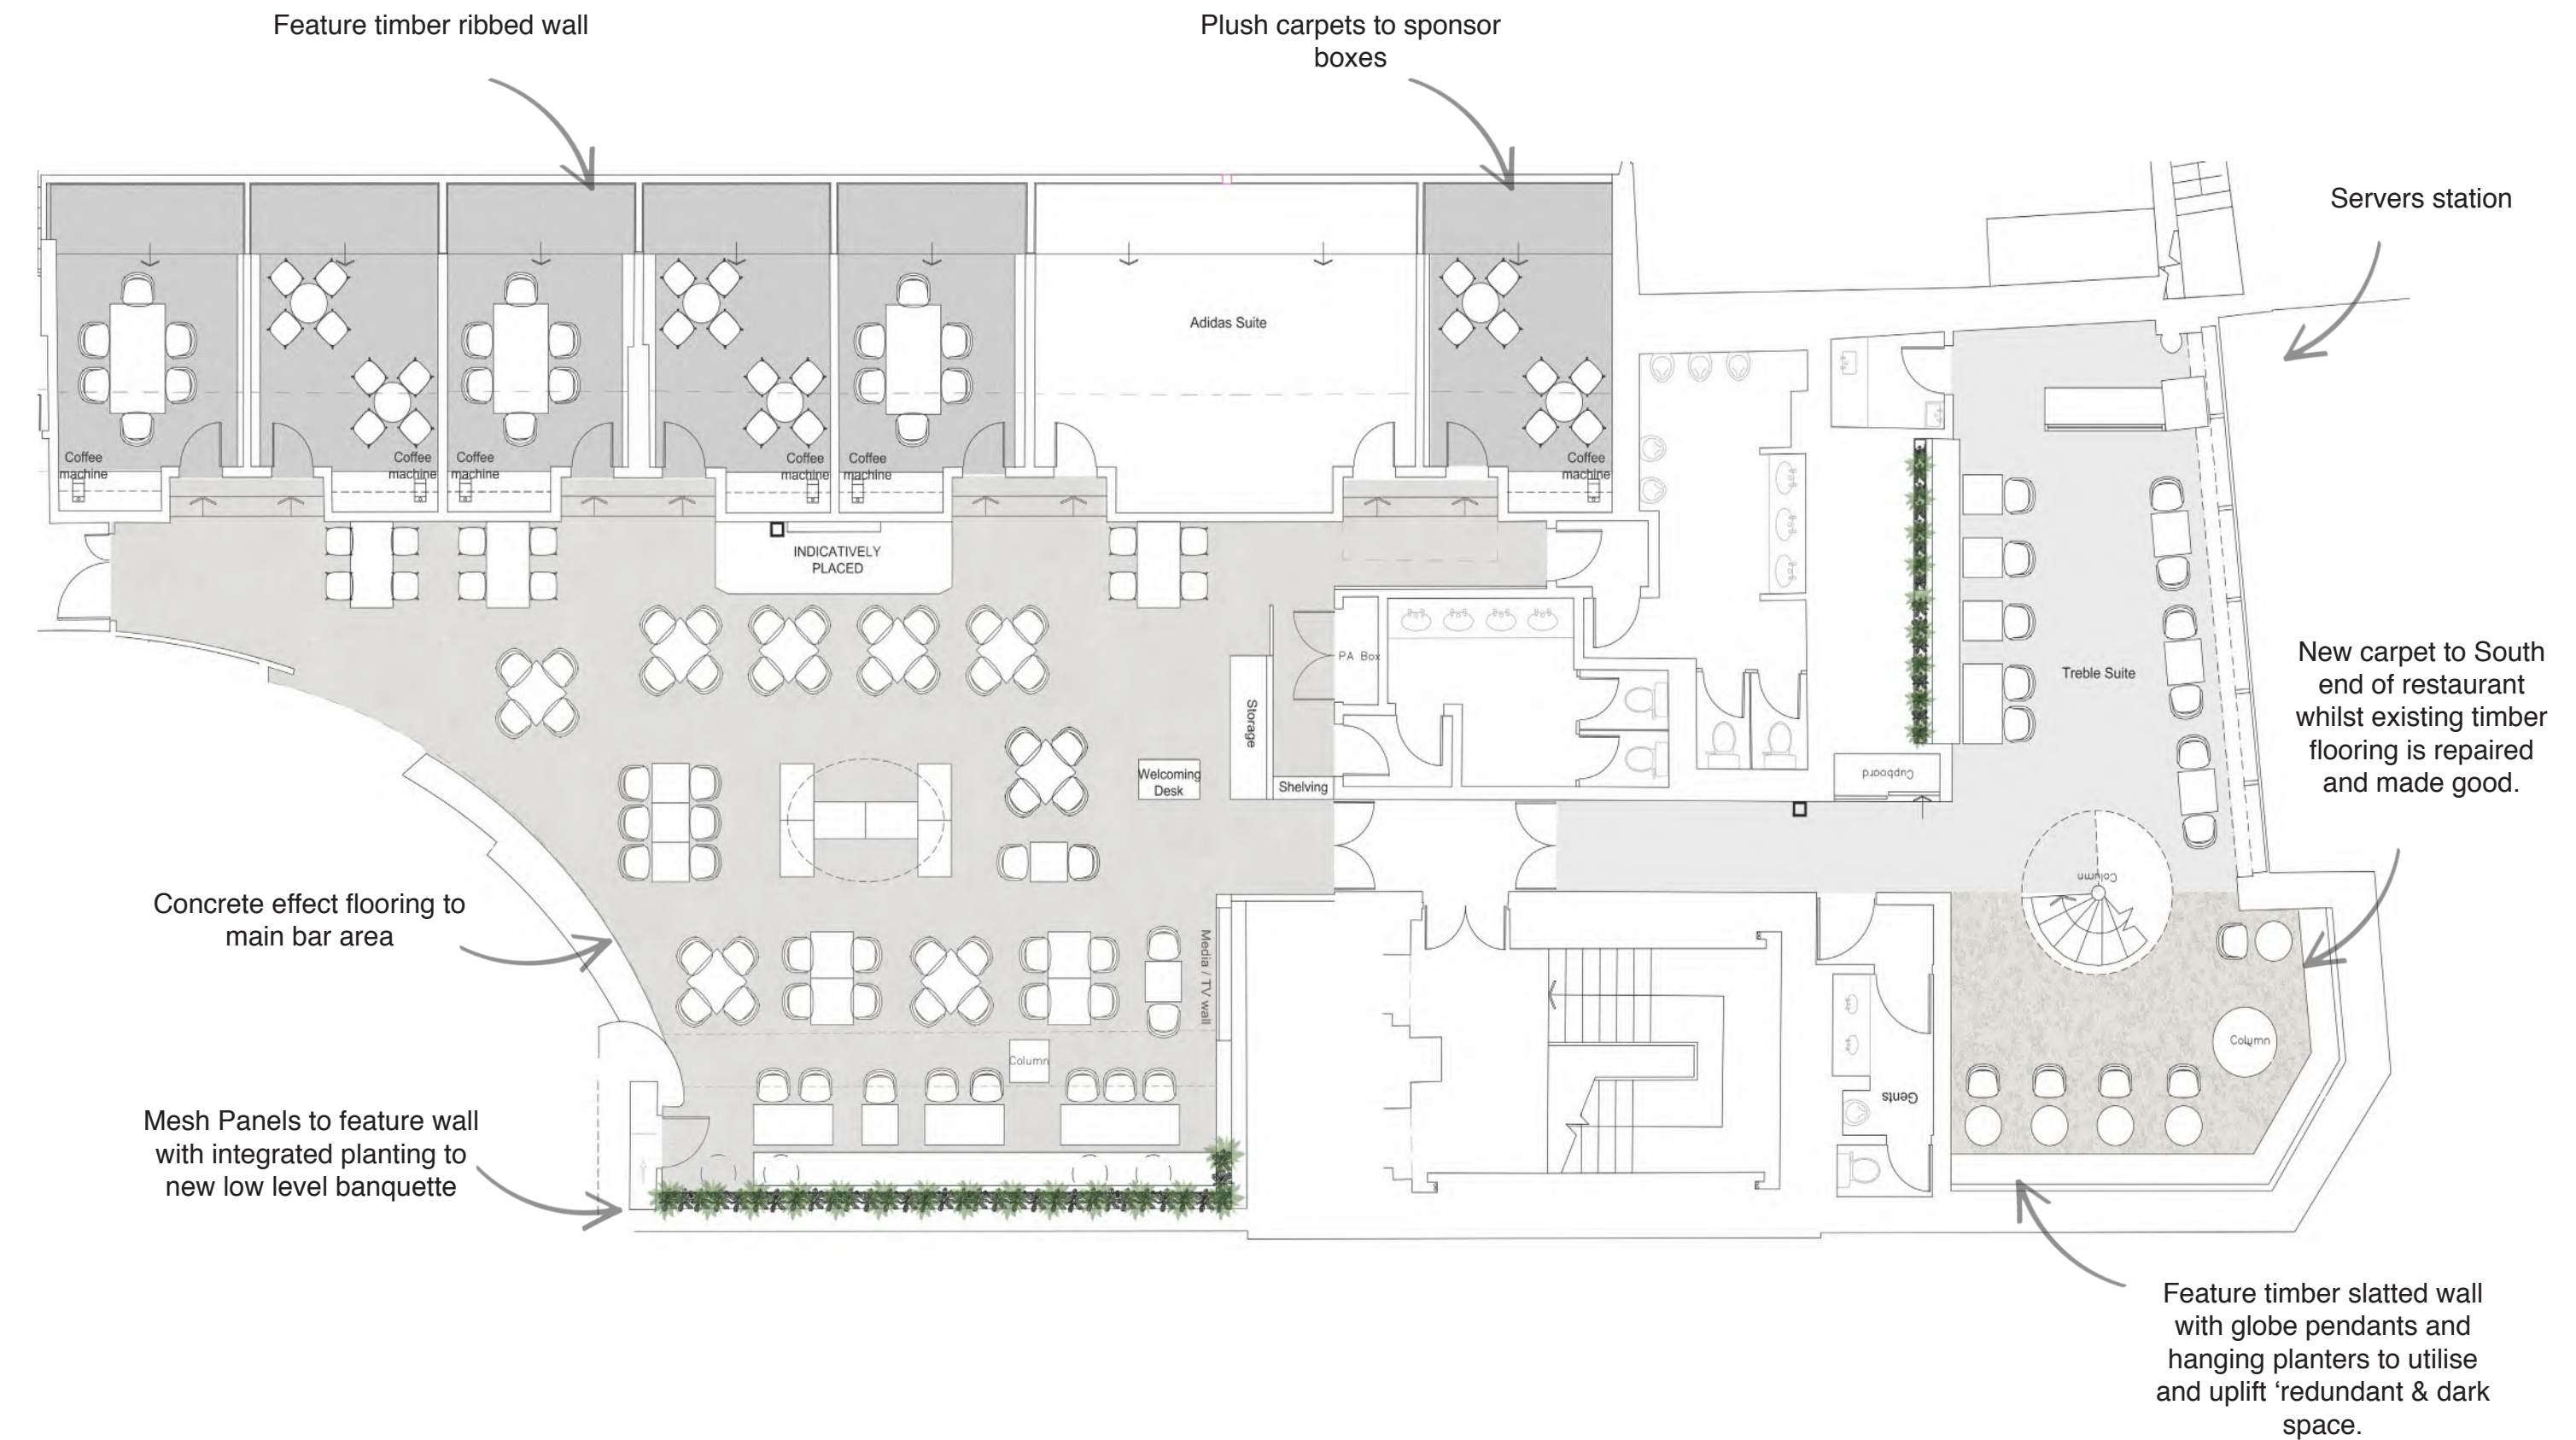 Feature timber ribbed wall
Plush carpets to sponsor
boxes
Servers station
Adidas Suite
Coffee
machine
Coffee
machine
Coffee
machine
Coffee
machine
Coffee
machine
Coffee
machine
INDICATIVELY
PLACED
PA Box
Storage
Welcoming
Desk
Shelving
Treble Suite
Cupboard
New carpet to South
end of restaurant
whilst existing timber
flooring is repaired
and made good.
Column
Concrete effect flooring to
main bar area
Media / TV wall
Column
Column
Gents
Mesh Panels to feature wall
with integrated planting to
new low level banquette
Feature timber slatted wall
with globe pendants and
hanging planters to utilise
and uplift ‘redundant & dark
space.